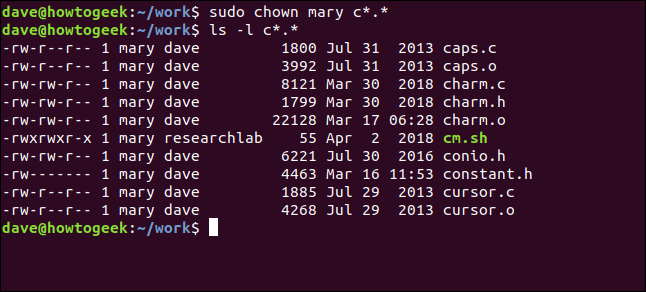 dave@howtogeek:~/work$ sudo chown mary c*.*
dave@howtogeek:~/work$ ls -l c*.*
-rw-r--r-- 1 mary dave         1800 Jul 31  2013 caps.c
-rw-r--r-- 1 mary dave         3992 Jul 31  2013 caps.o
-rw-rw-r-- 1 mary dave         8121 Mar 30  2018 charm.c
-rw-rw-r-- 1 mary dave         1799 Mar 30  2018 charm.h
-rw-rw-r-- 1 mary dave        22128 Mar 17 06:28 charm.o
-rwxrwxr-x 1 mary researchlab    55 Apr  2  2018 cm.sh
-rw-rw-r-- 1 mary dave         6221 Jul 30  2016 conio.h
-rw------- 1 mary dave         4463 Mar 16 11:53 constant.h
-rw-r--r-- 1 mary dave         1885 Jul 29  2013 cursor.c
-rw-r--r-- 1 mary dave         4268 Jul 29  2013 cursor.o
dave@howtogeek:~/work$